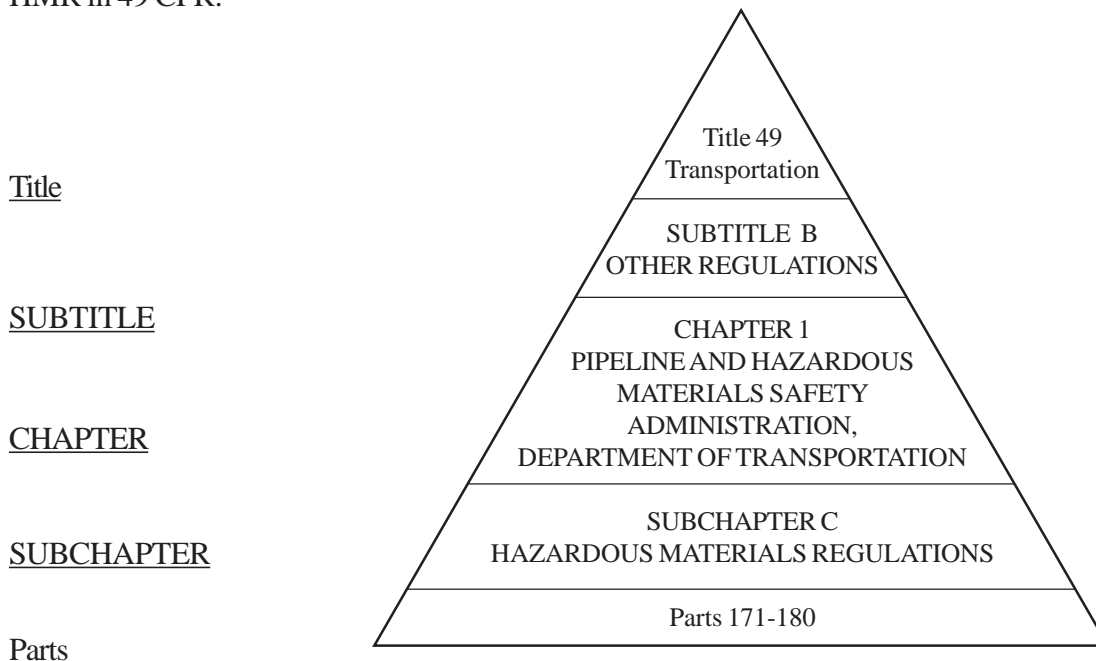 HMR in 49 CFR.
Title 49
Transportation
Title
SUBTITLE B
OTHER REGULATIONS
SUBTITLE
CHAPTER 1
PIPELINE AND HAZARDOUS
MATERIALS SAFETY
ADMINISTRATION,
DEPARTMENT OF TRANSPORTATION
CHAPTER
SUBCHAPTER C
HAZARDOUS MATERIALS REGULATIONS
SUBCHAPTER
Parts 171-180
Parts